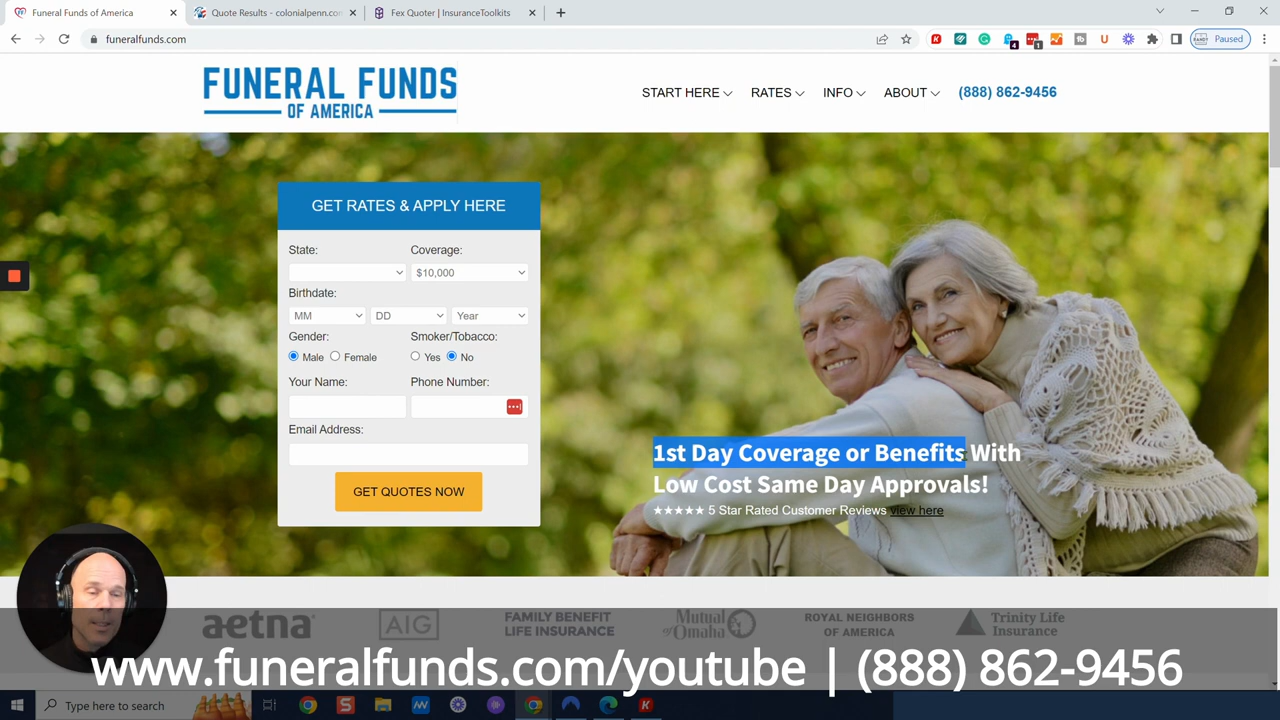 Funeral Funds of America
Quote Results - colonialpenn.co
Fex Quoter | InsuranceToolkits
funeralfunds.com
4
1
Paused
FUNERAL FUNDS
OF AMERICA
START HERE
RATES
INFO
ABOUT
(888) 862-9456
GET RATES & APPLY HERE
State:
Coverage:
$10,000
Birthdate:
MM
DD
Year
Gender:
Smoker/Tobacco:
Male
Female
Yes
No
Your Name:
Phone Number:
Email Address:
GET QUOTES NOW
1st Day Coverage or Benefits With
Low Cost Same Day Approvals!
★★★★★ 5 Star Rated Customer Reviews view here
aetna
AIG
FAMILY BENEFIT
LIFE INSURANCE
Mutual
of Omaha
ROYAL NEIGHBORS
OF AMERICA
Trinity Life
Insurance
www.funeralfunds.com/youtube | (888) 862-9456
Type here to search